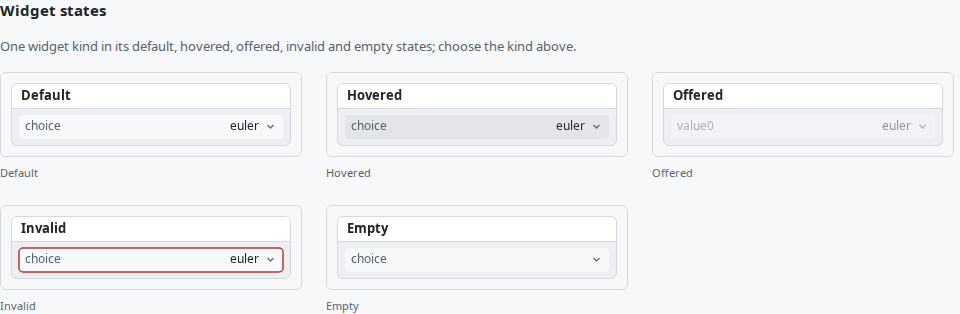 Widget states
One widget kind in its default, hovered, offered, invalid and empty states; choose the kind above.
Default
choice euler
Default
Hovered
choice euler
Hovered
Offered
value0 euler
Offered
Invalid
choice euler
Invalid
Empty
choice
Empty